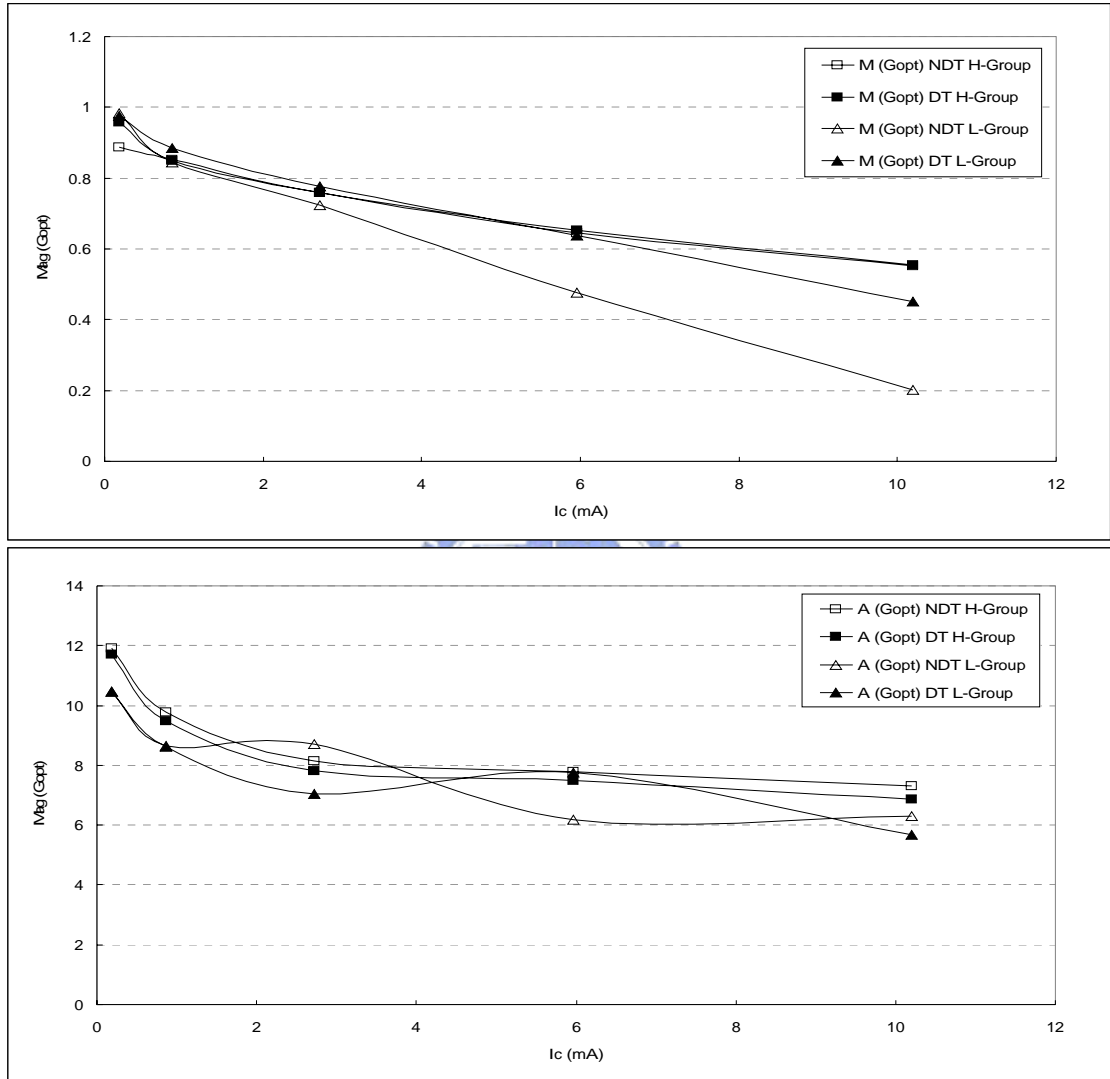 1.2
1
0.8
0.6
0.4
0.2
0
Mag (Gopt)
0 2 4 6 8 10 12
Ic (mA)
M (Gopt) NDT H-Group
M (Gopt) DT H-Group
M (Gopt) NDT L-Group
M (Gopt) DT L-Group
14
12
10
8
6
4
2
0
Mag (Gopt)
0 2 4 6 8 10 12
Ic (mA)
A (Gopt) NDT H-Group
A (Gopt) DT H-Group
A (Gopt) NDT L-Group
A (Gopt) DT L-Group